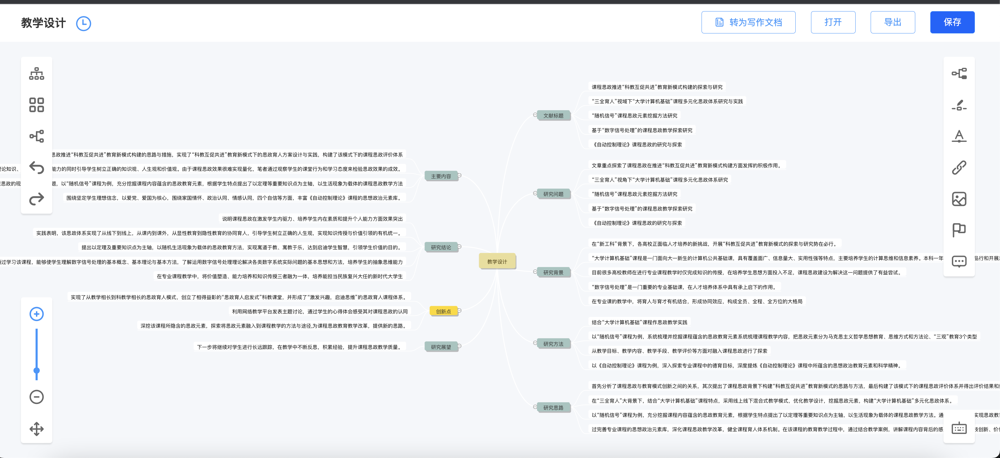 教学设计
转为写作文档
打开
导出
保存
课程思政推进“科教互促共进”教育新模式构建的探索与研究
“三全育人”视域下“大学计算机基础”课程多元化思政体系研究与实践
文献标题
“随机信号”课程思政元素挖掘方法研究
基于“数字信号处理”的课程思政教学探索研究
《自动控制理论》课程思政的研究与探索
思政推进“科教互促共进”教育新模式构建的思路与措施，实现了“科教互促共进”教育新模式下的思政育人方案设计与实践，构建了该模式下的课程思政评价体系
理论知识、
能力的同时引导学生树立正确的知识观、人生观和价值观。由于课程思政效果很难实现量化，笔者通过观察学生的课堂行为和学习态度来检验思政效果的成效。
主要内容
程思政的现
题，以“随机信号”课程为例，充分挖掘课程内容蕴含的思政教育元素，根据学生特点提出了以定理等重要知识点为主轴，以生活现象为载体的课程思政教学方法
围绕坚定学生理想信念，以爱党、爱国为核心，围绕家国情怀、政治认同、情感认同，四个自信等方面，丰富《自动控制理论》课程的思想政治元素库。
文章重点探索了课程思政在推进“科教互促共进”教育新模式构建方面发挥的积极作用。
“三全育人”视角下“大学计算机基础”课程多元化思政体系研究
研究问题
“随机信号”课程思政元素挖掘方法研究
基于“数字信号处理”的课程思政教学探索研究
《自动控制理论》课程思政的研究与探索
说明课程思政在激发学生内驱力、培养学生内在素质和提升个人能力方面效果突出
实践表明，该思政体系实现了从线下到线上，从课内到课外，从显性教育到隐性教育的协同育人，引导学生树立正确的人生观，实现知识传授与价值引领的有机统一。
研究结论
提出以定理及重要知识点为主轴，以随机生活现象为载体的思政教育方法，实现寓道于教、寓教于乐，达到启迪学生智慧，引领学生价值的目的。
通过学习该课程，能够使学生理解数字信号处理的基本概念、基本理论与基本方法，了解运用数字信号处理理论解决各类数字系统实际问题的基本思想和方法，培养学生的抽象思维能力
在专业课程教学中，将价值塑造、能力培养和知识传授三者融为一体，培养能担当民族复兴大任的新时代大学生
教学设计
在“新工科”背景下，各高校正面临人才培养的新挑战，开展“科教互促共进”教育新模式的探索与研究势在必行。
“大学计算机基础”课程是一门面向大一新生的计算机公共基础课，具有覆盖面广、信息量大、实用性强等特点，主要培养学生的计算思维和信息素养。本科一年
品行和开展
研究背景
目前很多高校教师在进行专业课程教学时仅完成知识的传授，在培养学生思想方面投入不足，课程思政建设为解决这一问题提供了有益尝试。
“数字信号处理”是一门重要的专业基础课，在人才培养体系中具有承上启下的作用。
在专业课的教学中，将育人与育才有机结合，形成协同效应，构成全员、全程、全方位的大格局
实现了从教学相长到科教学相长的思政育人模式，创立了相得益彰的“思政育人启发式”科教课堂，并形成了“激发兴趣，启迪思维”的思政育人课程体系。
创新点
利用网络教学平台发表主题讨论，通过学生的心得体会感受其对课程思政的认同
深挖该课程所隐含的思政元素，探索将思政元素融入到课程教学的方法与途径,为课程思政教育教学改革，提供新的思路。
研究展望
下一步将继续对学生进行长远跟踪，在教学中不断反思，积累经验，提升课程思政教学质量。
结合“大学计算机基础”课程作思政教学实践
以“随机信号”课程为例，系统梳理并挖掘课程蕴含的思政教育元素系统梳理课程教学内容，把思政元素分为马克思主义哲学思想教育、思维方式和方法论、“三观”教育3个类型
研究方法
从教学目标、教学内容、教学手段、教学评价等方面对融入课程思政进行了探索
以《自动控制理论》课程为例，深入探索专业课程中的德育目标，深度提炼《自动控制理论》课程中所蕴含的思想政治教育元素和科学精神。
首先分析了课程思政与教育模式创新之间的关系，其次提出了课程思政背景下构建“科教互促共进”教育新模式的思路与方法，最后构建了该模式下的课程思政评价体系并得出评价结果和
在“三全育人”大背景下，结合“大学计算机基础”课程特点，采用线上线下混合式教学模式，优化教学设计，挖掘思政元素，构建“大学计算机基础”多元化思政体系。
研究思路
以“随机信号”课程为例，充分挖掘课程内容蕴含的思政教育元素，根据学生特点提出了以定理等重要知识点为主轴，以生活现象为载体的课程思政教学方法。通
实现思政教
过完善专业课程的思想政治元素库，深化课程思政教学改革，健全课程育人体系机制。在该课程的教育教学过程中，通过结合教学案例，讲解课程内容背后的感
技创新、价